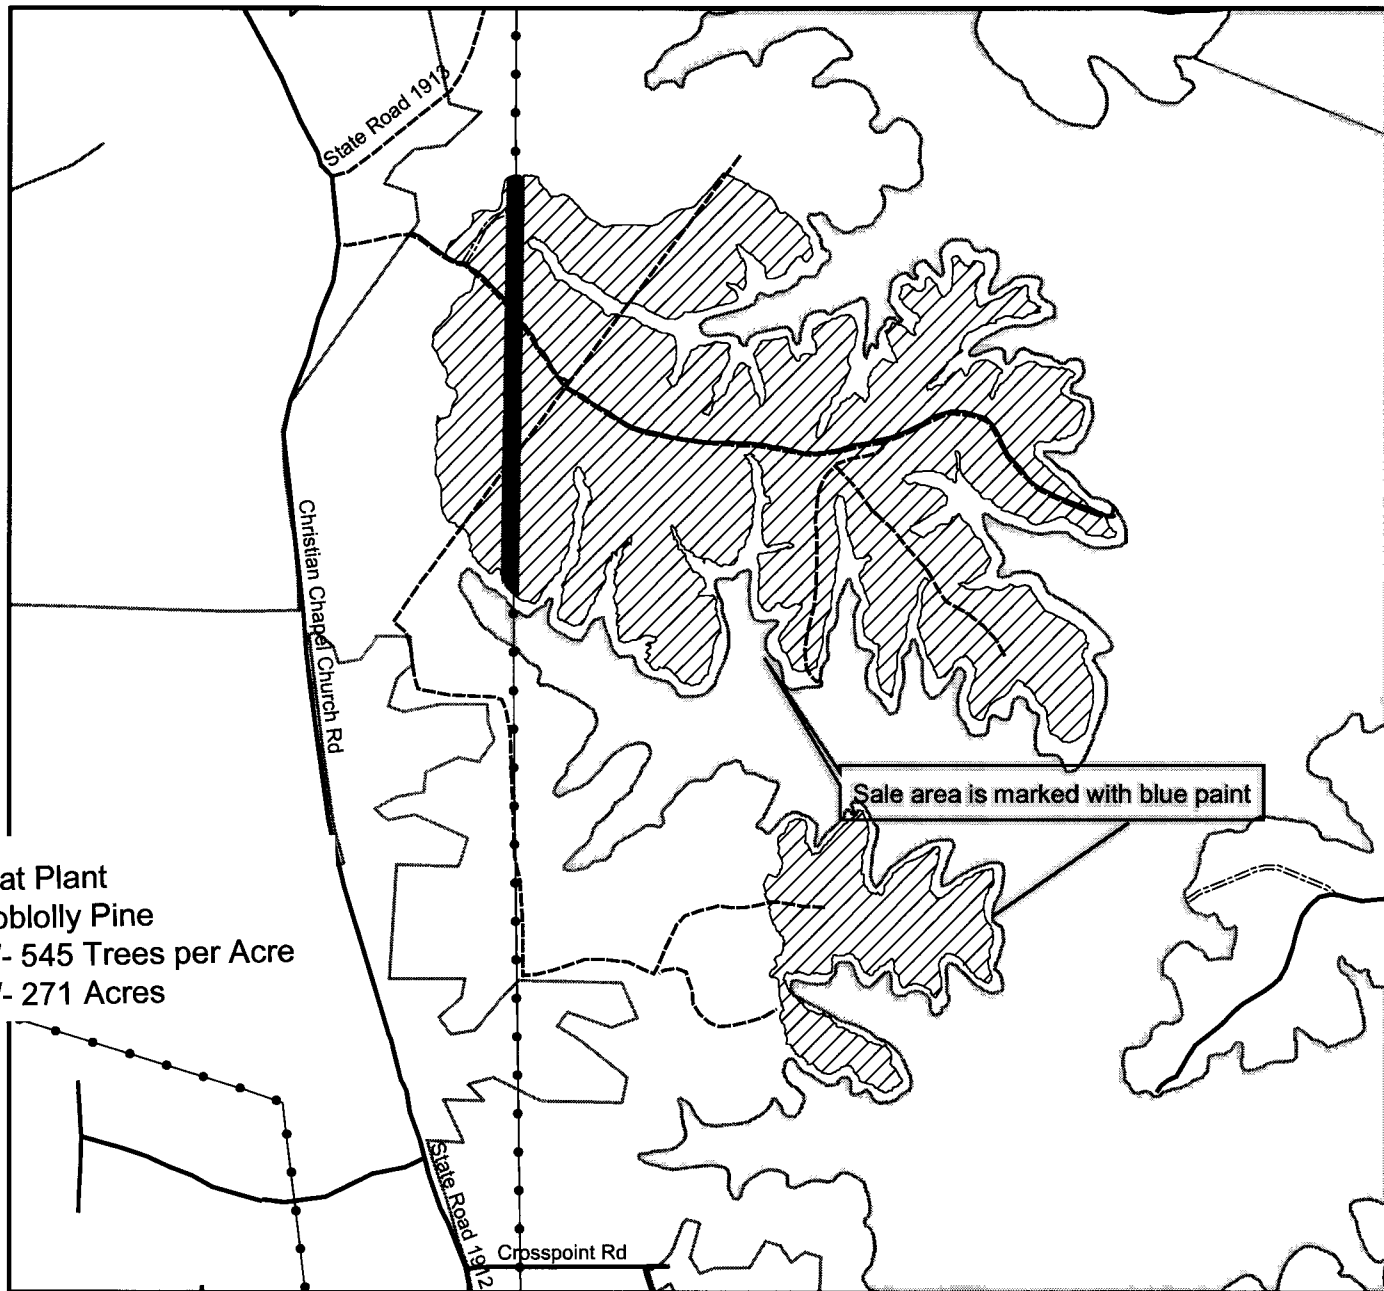 State Road 1913
Christian Chapel Church Rd
Sale area is marked with blue paint
at Plant
oblolly Pine
/- 545 Trees per Acre
/- 271 Acres
State Road 1912
Crosspoint Rd